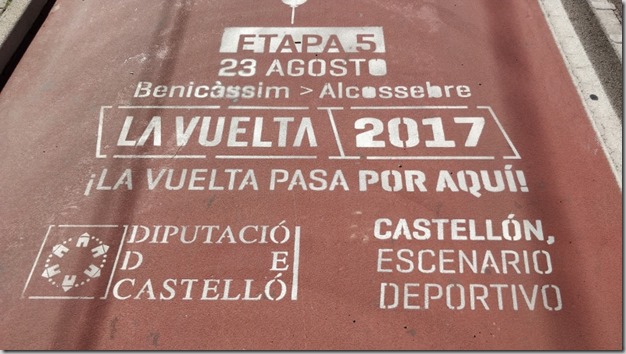 ETAPA 5
23 AGOSTO
Benicàssim > Alcossebre
LA VUELTA 2017
¡LA VUELTA PASA POR AQUÍ!
DIPUTACIÓ
D E
CASTELLÓ
CASTELLÓN,
ESCENARIO
DEPORTIVO